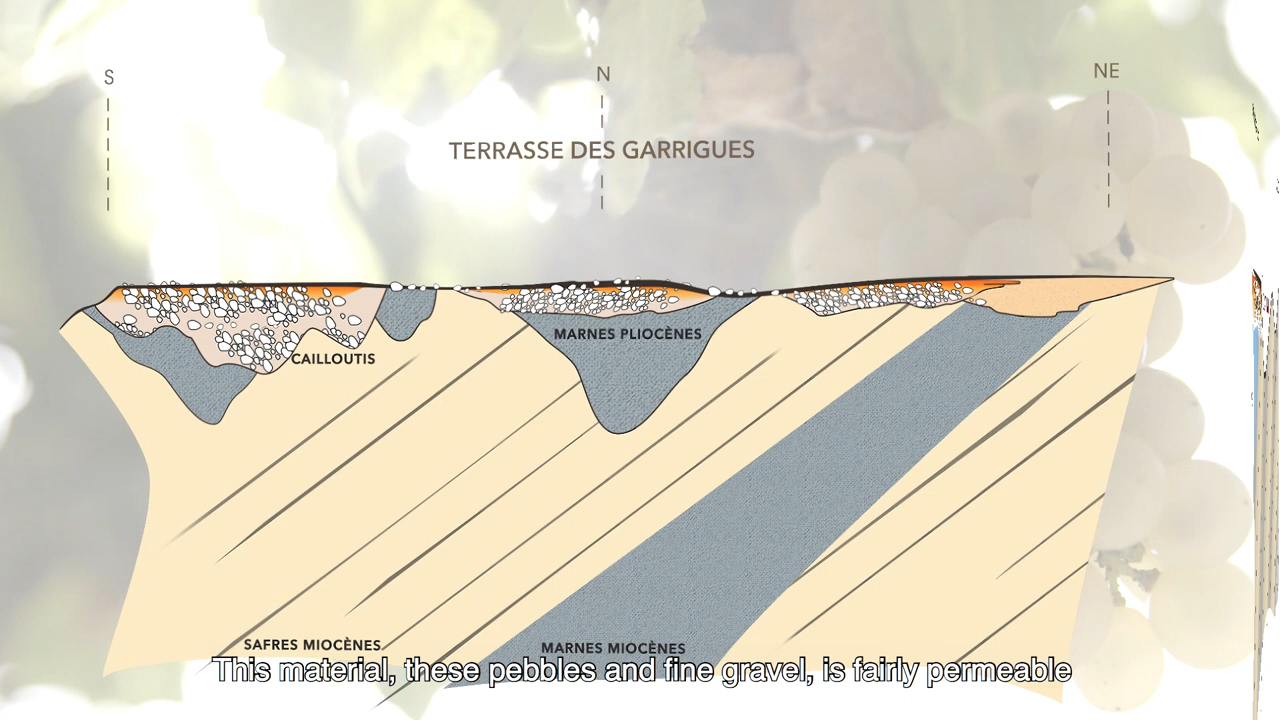 S
N
NE
TERRASSE DES GARRIGUES
MARNES PLIOCÈNES
CAILLOUTIS
SAFRES MIOCÈNES
MARNES MIOCÈNES
This material, these pebbles and fine gravel, is fairly permeable